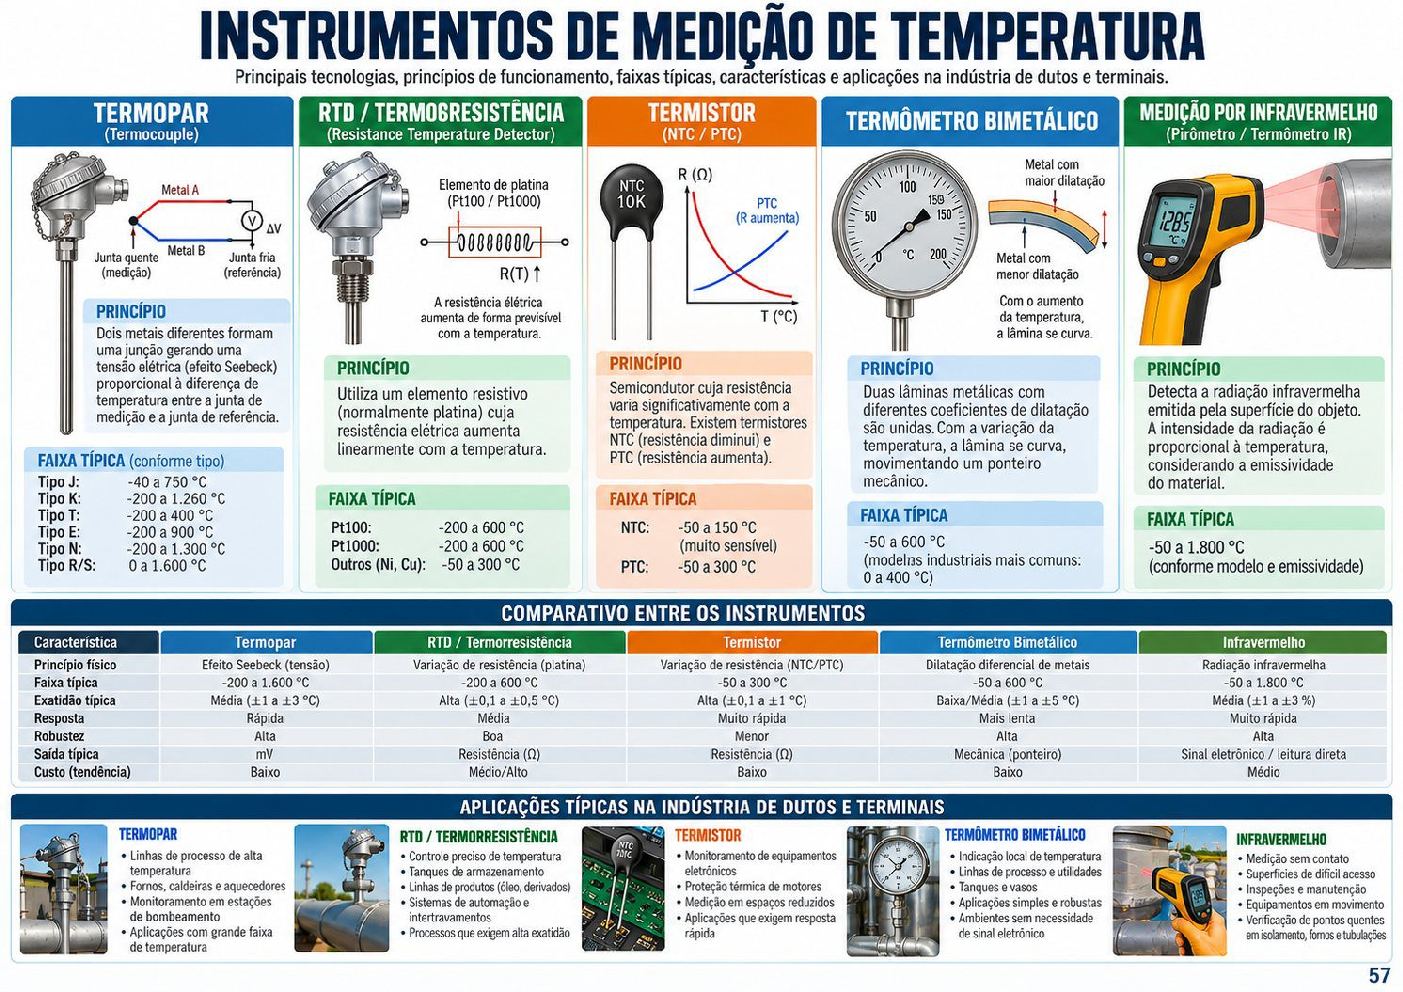 INSTRUMENTOS DE MEDIÇÃO DE TEMPERATURA
Principais tecnologias, princípios de funcionamento, faixas típicas, características e aplicações na indústria de dutos e terminais.
TERMOPAR
(Termocouple)
Metal A
Metal B
V
ΔV
Junta quente
(medição)
Junta fria
(referência)
PRINCÍPIO
Dois metais diferentes formam
uma junção gerando uma
tensão elétrica (efeito Seebeck)
proporcional à diferença de
temperatura entre a junta de
medição e a junta de referência.
FAIXA TÍPICA (conforme tipo)
Tipo J: -40 a 750 °C
Tipo K: -200 a 1.260 °C
Tipo T: -200 a 400 °C
Tipo E: -200 a 900 °C
Tipo N: -200 a 1.300 °C
Tipo R/S: 0 a 1.600 °C
RTD / TERMO6RESISTÊNCIA
(Resistance Temperature Detector)
Elemento de platina
(Ft100 / Pt1000)
R(T) ↑
A resistência élétrica
aumenta de forma previsível
com a temperatura.
PRINCÍPIO
Utiliza um elemento resistivo
(normalmente platina) cuja
resistência elétrica aumenta
linearmente com a temperatura.
FAIXA TÍPICA
Pt100: -200 a 600 °C
Pt1000: -200 a 600 °C
Outros (Ni, Cu): -50 a 300 °C
TERMISTOR
(NTC / PTC)
NTC
10K
R (Ω)
PTC
(R aumenta)
T (°C)
PRINCÍPIO
Semicondutor cuja resistência
varia significativamente com a
temperatura. Existem termistores
NTC (resistência diminui) e
PTC (resistência aumenta).
FAIXA TÍPICA
NTC: -50 a 150 °C
(muito sensível)
PTC: -50 a 300 °C
TERMÔMETRO BIMETÁLICO
0
50
100
150
150
200
°C
Metal com
maior dilatação
Metal com
menor dilatação
Com o aumento
da temperatura,
a lâmina se curva.
PRINCÍPIO
Duas lâminas metálicas com
diferentes coeficientes de dilatação
são unidas. Com a variação da
temperatura, a lâmina se curva,
movimentando um ponteiro
mecânico.
FAIXA TÍPICA
-50 a 600 °C
(modelas industriais mais comuns:
0 a 400 °C)
MEDIÇÃO POR INFRAVERMELHO
(Pirômetro / Termômetro IR)
128.5
°C
PRINCÍPIO
Detecta a radiação infravermelha
emitida pela superfície do objeto.
A intensidade da radiação é
proporcional à temperatura,
considerando a emissividade
do material.
FAIXA TÍPICA
-50 a 1.800 °C
(conforme modelo e emissividade)
COMPARATIVO ENTRE OS INSTRUMENTOS
Característica Termopar RTD / Termorresistência Termistor Termômetro Bimetálico Infravermelho
Princípio físico Efeito Seebeck (tensão) Variação de resistência (platina) Variação de resistência (NTC/PTC) Dilatação diferencial de metais Radiação infravermelha
Faixa típica -200 a 1.600 °C -200 a 600 °C -50 a 300 °C -50 a 600 °C -50 a 1.800 °C
Exatidão típica Média (±1 a ±3 °C) Alta (±0,1 a ±0,5 °C) Alta (±0,1 a ±1 °C) Baixa/Média (±1 a ±5 °C) Média (±1 a ±3 %)
Resposta Rápida Média Muito rápida Mais lenta Muito rápida
Robustez Alta Boa Menor Alta Alta
Saída típica mV Resistência (Ω) Resistência (Ω) Mecânica (ponteiro) Sinal eletrônico / leitura direta
Custo (tendência) Baixo Médio/Alto Baixo Baixo Médio
APLICAÇÕES TÍPICAS NA INDÚSTRIA DE DUTOS E TERMINAIS
TERMOPAR
• Linhas de processo de alta
temperatura
• Fornos, caldeiras e aquecedores
• Monitoramento em estações
de bombeamento
• Aplicações com grande faixa
de temperatura
RTD / TERMORRESISTÊNCIA
• Controle preciso de temperatura
• Tanques de armazenamento
• Linhas de produtos (óleo, derivados)
• Sistemas de automação e
intertravamentos
• Processos que exigem alta exatidão
NTC
TERMISTOR
• Monitoramento de equipamentos
eletrônicos
• Proteção térmica de motores
• Medição em espaços reduzidos
• Aplicações que exigem resposta
rápida
TERMÔMETRO BIMETÁLICO
• Indicação local de temperatura
• Linhas de processo e utilidades
• Tanques e vasos
• Aplicações simples e robustas
• Ambientes sem necessidade
de sinal eletrônico
INFRAVERMELHO
• Medição sem contato
• Superfícies de difícil acesso
• Inspeções e manutenção
• Equipamentos em movimento
• Verificação de pontos quentes
em isolamento, fornos e tubulações
57